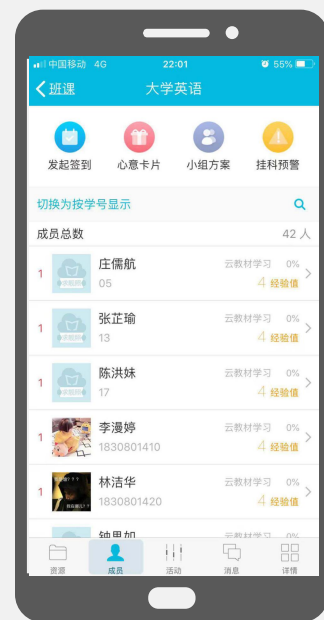 中国移动 4G 22:01 55%
班课 大学英语
发起签到 心意卡片 小组方案 挂科预警
切换为按学号显示
成员总数 42 人
1 庄儒航 云教材学习 0%
05 4 经验值
1 张芷瑜 云教材学习 0%
13 4 经验值
1 陈洪妹 云教材学习 0%
17 4 经验值
1 李漫婷 云教材学习 0%
1830801410 4 经验值
1 林洁华 云教材学习 0%
1830801420 4 经验值
云教材学习 0%
资源 成员 活动 消息 详情